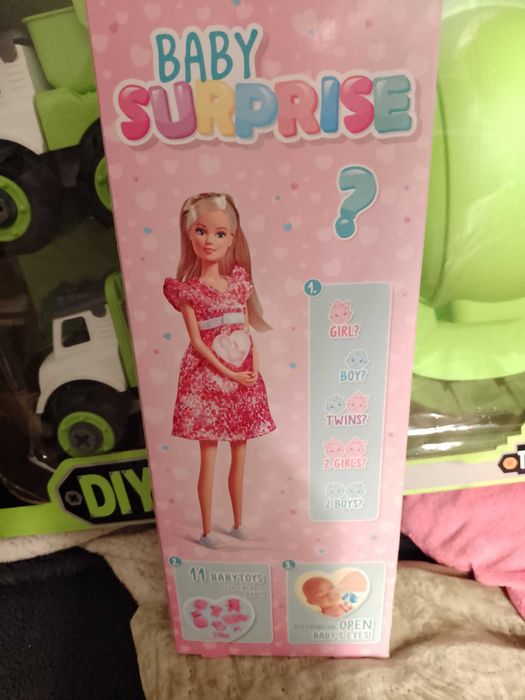 BABY
SURPRISE
?
1.
GIRL?
BOY?
TWINS?
2 GIRLS?
2 BOYS?
DIY
T
2.
11 BABY TOYS
3.
OPEN
BABY'S EYES!